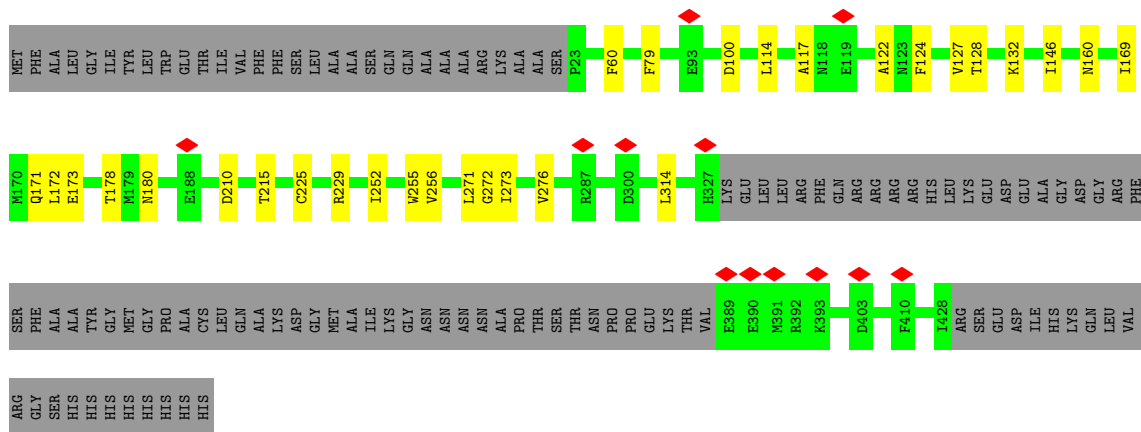 MET PHE ALA LEU GLY ILE TYR LEU TRP GLU THR ILE VAL PHE PHE SER LEU ALA ALA SER GLN GLN ALA ALA ALA ARG LYS ALA ALA SER P23 F60 F79 E93 D100 L114 A117 N118 E119 A122 N123 F124 V127 T128 K132 I146 N160 I169
M170 Q171 L172 E173 T178 M179 N180 E188 D210 T215 C225 R229 I252 W255 V256 L271 G272 I273 V276 R287 D300 L314 H327 LYS GLU LEU LEU ARG PHE GLN ARG ARG ARG ARG HIS LEU LYS GLU ASP GLU ALA GLY ASP GLY ARG PHE
SER PHE ALA ALA TYR GLY MET GLY PRO ALA CYS LEU GLN ALA LYS ASP GLY MET ALA ILE LYS GLY ASN ASN ASN ASN ALA PRO THR SER THR ASN PRO PRO GLU LYS THR VAL E389 E390 M391 R392 K393 D403 F410 I428 ARG SER GLU ASP ILE HIS LYS GLN LEU VAL
ARG GLY SER HIS HIS HIS HIS HIS HIS HIS HIS